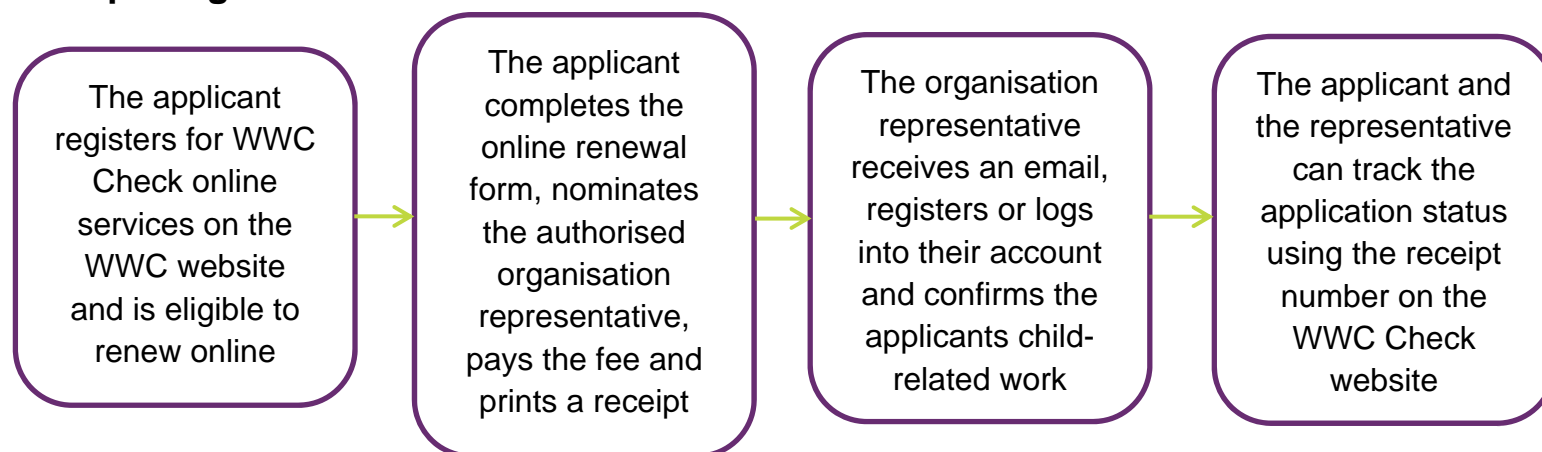 The applicant
registers for WWC
Check online
services on the
WWC website
and is eligible to
renew online
The applicant
completes the
online renewal
form, nominates
the authorised
organisation
representative,
pays the fee and
prints a receipt
The organisation
representative
receives an email,
registers or logs
into their account
and confirms the
applicants child-
related work
The applicant and
the representative
can track the
application status
using the receipt
number on the
WWC Check
website